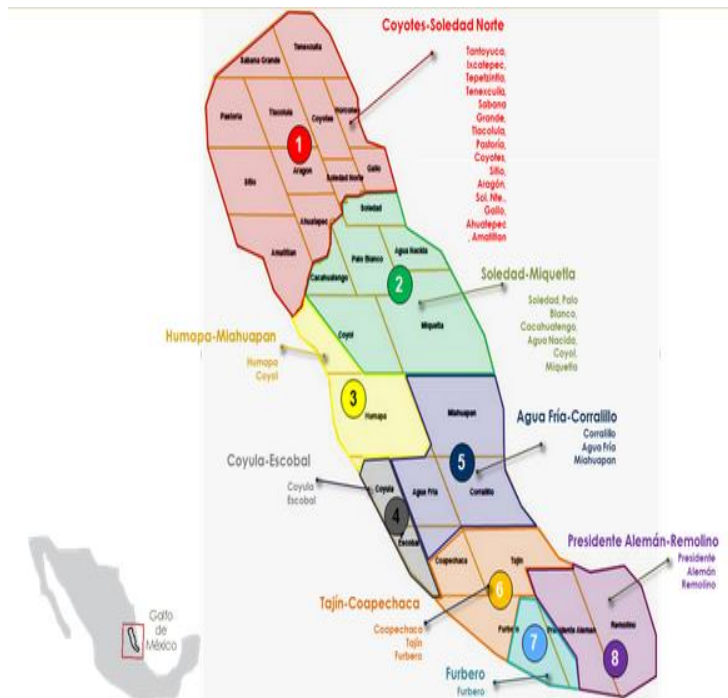 Coyotes-Soledad Norte
Tantoyuca,
Ixcatepec,
Tepetzintla,
Tenexcuila,
Sabana
Grande,
Tlacolula,
Pastoría,
Coyotes,
Sitio,
Aragón,
Sol. Nte.,
Gallo,
Ahuatepec
, Amatitlan
Tenexcuila
Sabana Grande
Pastoria
Tlacolula
Coyotes
Horcones
1
Aragon
Sitio
Soledad Norte
Gallo
Ahuatepec
Amatitlan
Soledad
Palo Blanco
Agua Nacida
Cacahuatengo
2
Coyol
Miquetla
Soledad-Miquetla
Soledad, Palo
Blanco,
Cacahuatengo,
Agua Nacida,
Coyol,
Miquetla
Humapa-Miahuapan
Humapa
Coyol
3
Humapa
Miahuapan
Agua Fría-Corralillo
Corralillo
Agua Fría
Miahuapan
5
Agua Fría
Corralillo
Coyula-Escobal
Coyula
Escobal
Coyula
4
Escobal
Coapechaca
Tajín
6
Furbero
Tajín-Coapechaca
Coapechaca
Tajín
Furbero
Presidente Alemán-Remolino
Presidente
Alemán
Remolino
Presidente Aleman
Remolino
7
8
Furbero
Furbero
Golfo
de
México